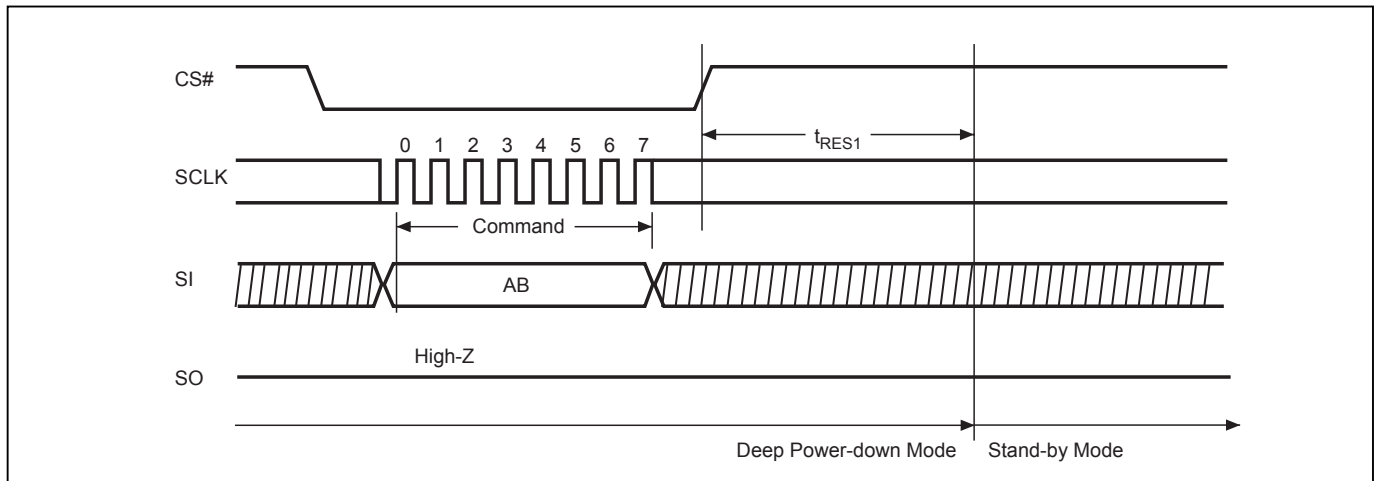 CS#
tRES1
0 1 2 3 4 5 6 7
SCLK
Command
SI
AB
High-Z
SO
Deep Power-down Mode Stand-by Mode